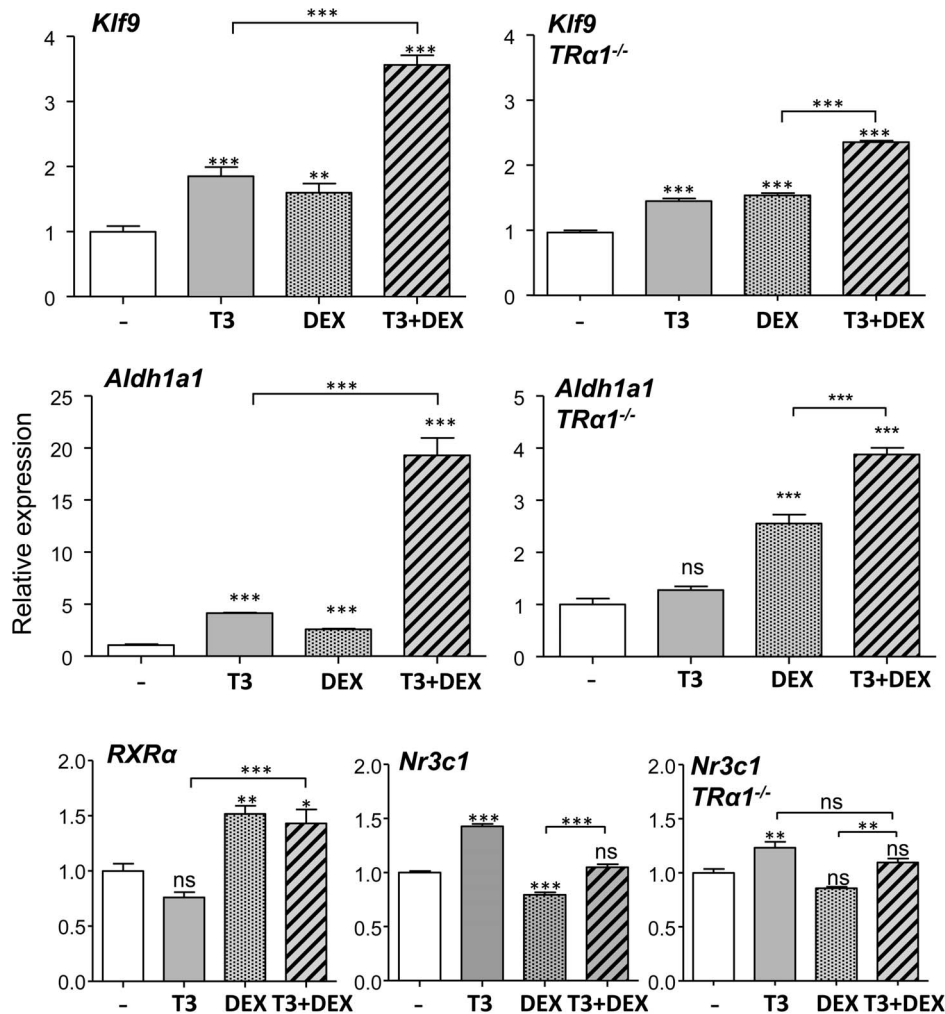 Klf9
***
4
3
2
1
0
***
**
***
- T3 DEX T3+DEX
Klf9
TRα1-/-
***
4
3
2
1
0
***
***
***
- T3 DEX T3+DEX
Relative expression
Aldh1a1
***
25
20
15
10
5
0
***
***
***
- T3 DEX T3+DEX
Aldh1a1
TRα1-/-
***
5
4
3
2
1
0
ns
***
***
- T3 DEX T3+DEX
RXRα
***
2.0
1.5
1.0
0.5
0.0
ns
**
*
- T3 DEX T3+DEX
Nr3c1
***
2.0
1.5
1.0
0.5
0.0
***
***
ns
- T3 DEX T3+DEX
Nr3c1
TRα1-/-
ns
**
2.0
1.5
1.0
0.5
0.0
**
ns
ns
- T3 DEX T3+DEX